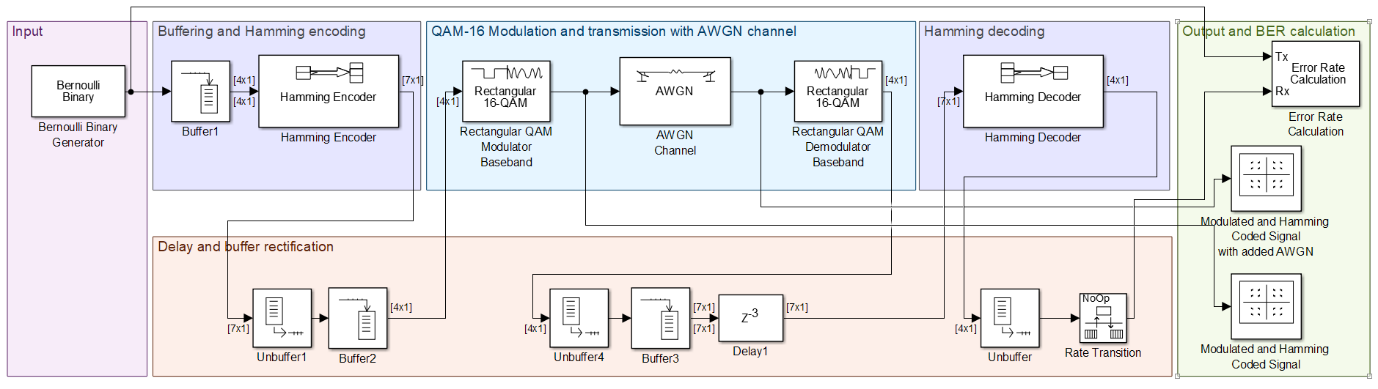 Input
Bernoulli
Binary
Bernoulli Binary
Generator
Buffering and Hamming encoding
Buffer1
[4x1]
[4x1]
Hamming Encoder
Hamming Encoder
[7x1]
QAM-16 Modulation and transmission with AWGN channel
[4x1]
Rectangular
16-QAM
Rectangular QAM
Modulator
Baseband
AWGN
AWGN
Channel
Rectangular
16-QAM
Rectangular QAM
Demodulator
Baseband
[4x1]
Hamming decoding
[7x1]
Hamming Decoder
Hamming Decoder
[4x1]
Output and BER calculation
Tx
Rx
Error Rate
Calculation
Error Rate
Calculation
Modulated and Hamming
Coded Signal
with added AWGN
Modulated and Hamming
Coded Signal
Delay and buffer rectification
[7x1]
Unbuffer1
Buffer2
[4x1]
[4x1]
Unbuffer4
Buffer3
[7x1]
[7x1]
z-3
Delay1
[7x1]
[4x1]
Unbuffer
NoOp
Rate Transition